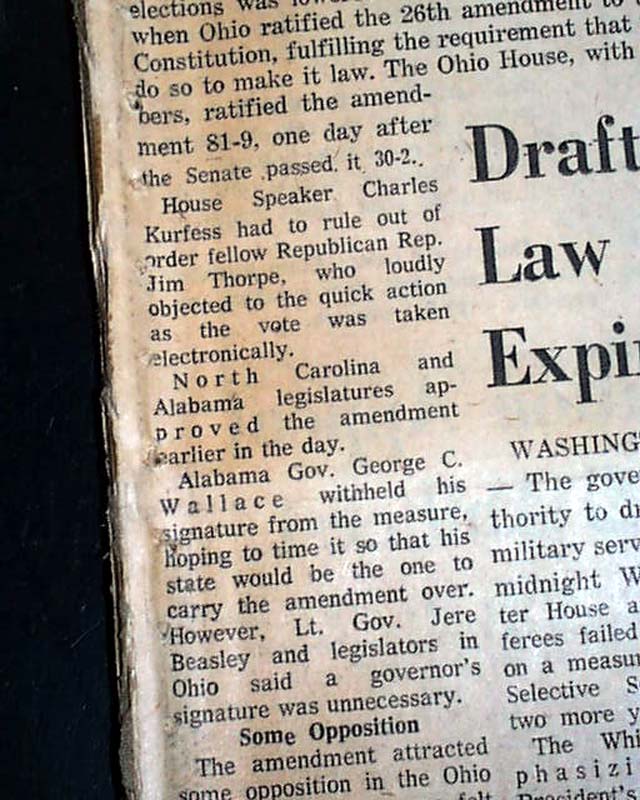 elections was
when Ohio ratified the 26th amendment to
Constitution, fulfilling the requirement that
do so to make it law. The Ohio House, with
bers, ratified the amend-
ment 81-9, one day after
the Senate passed it 30-2.
House Speaker Charles
Kurfess had to rule out of
order fellow Republican Rep.
Jim Thorpe, who loudly
objected to the quick action
as the vote was taken
electronically.
North Carolina and
Alabama legislatures ap-
proved the amendment
earlier in the day.
Alabama Gov. George C.
Wallace withheld his
signature from the measure,
hoping to time it so that his
state would be the one to
carry the amendment over.
However, Lt. Gov. Jere
Beasley and legislators in
Ohio said a governor's
signature was unnecessary.
Some Opposition
The amendment attracted
some opposition in the Ohio
felt
Draft
Law
Expi
WASHING
— The gove
thority to dr
military serv
midnight W
ter House a
ferees failed
on a measu
Selective S
two more y
The Whi
phasizi
President's